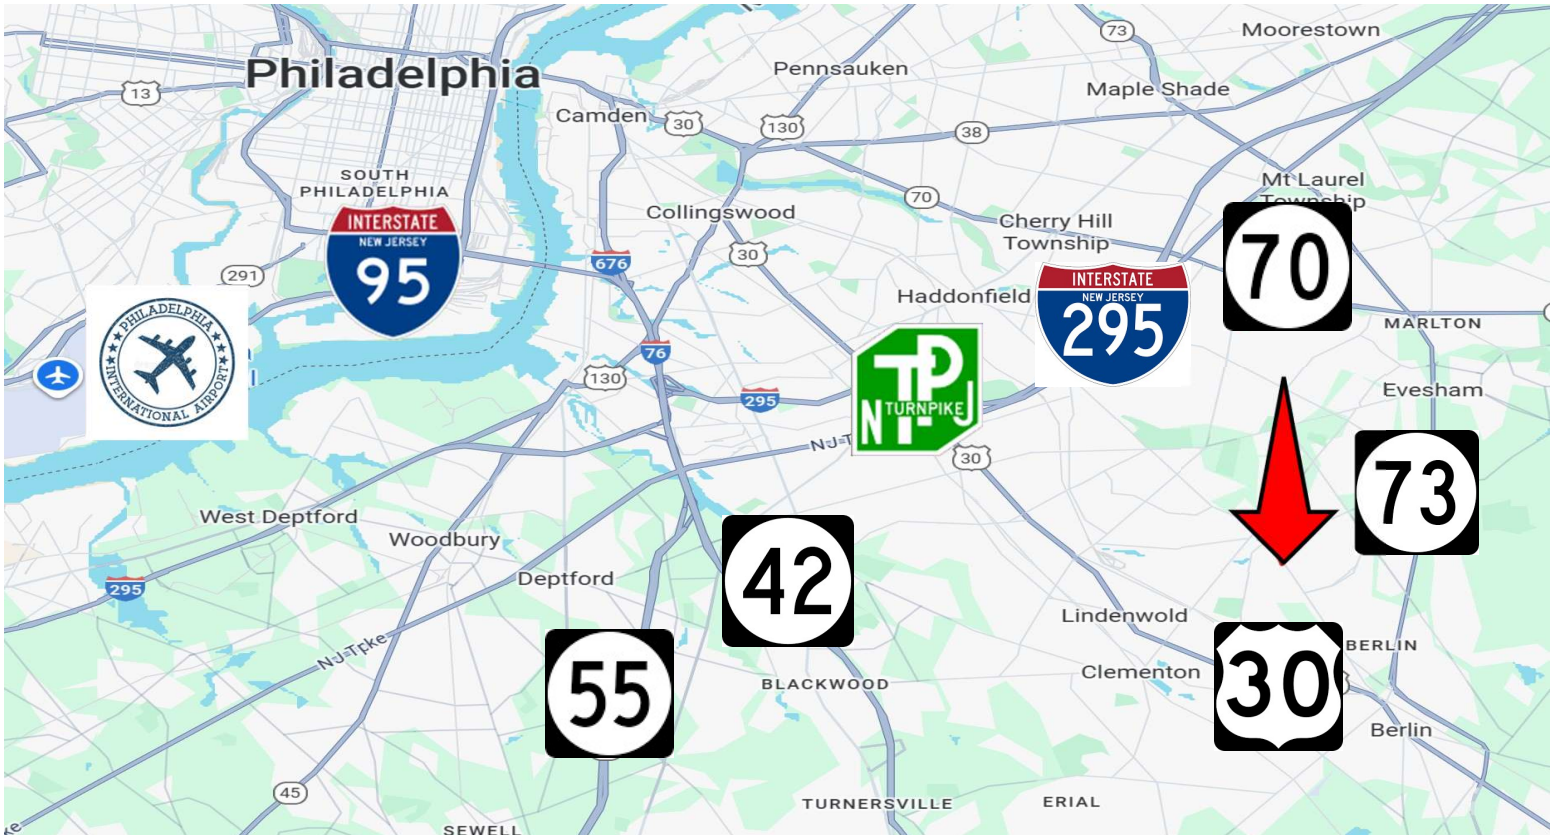 73
Moorestown
Philadelphia
Pennsauken
Maple Shade
13
Camden
30
130
38
SOUTH
PHILADELPHIA
Mt Laurel
Township
70
Collingswood
Cherry Hill
Township
INTERSTATE
NEW JERSEY
95
30
676
291
70
INTERSTATE
NEW JERSEY
295
Haddonfield
PHILADELPHIA
INTERNATIONAL AIRPORT
MARLTON
76
N TP J
TURNPIKE
130
295
Evesham
NJ T
30
73
West Deptford
Woodbury
42
Deptford
295
Lindenwold
30
BERLIN
NJ Tpke
55
Clementon
BLACKWOOD
Berlin
45
TURNERSVILLE
ERIAL
SEWELL